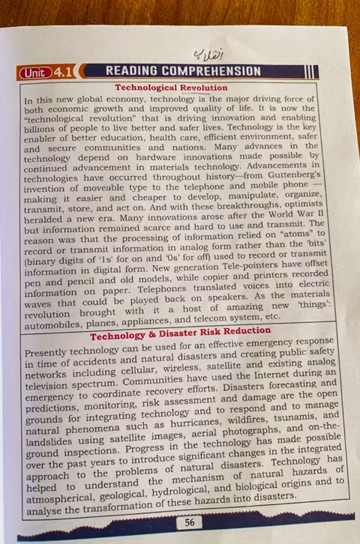 انقلاب
Unit 4.1 READING COMPREHENSION
Technological Revolution
In this new global economy, technology is the major driving force of
both economic growth and improved quality of life. It is now the
"technological revolution" that is driving innovation and enabling
billions of people to live better and safer lives. Technology is the key
enabler of better education, health care, efficient environment, safer
and secure communities and nations. Many advances in the
technology depend on hardware innovations made possible by
continued advancement in materials technology. Advancements in
technologies have occurred throughout history—from Guttenberg's
invention of moveable type to the telephone and mobile phone —
making it easier and cheaper to develop, manipulate, organize,
transmit, store, and act on. And with these breakthroughs, optimists
heralded a new era. Many innovations arose after the World War II
but information remained scarce and hard to use and transmit. The
reason was that the processing of information relied on "atoms" to
record or transmit information in analog form rather than the 'bits'
(binary digits of '1s' for on and '0s' for off) used to record or transmit
information in digital form. New generation Tele-pointers have offset
pen and pencil and old models, while copier and printers recorded
information on paper. Telephones translated voices into electric
waves that could be played back on speakers. As the materials
revolution brought with it a host of amazing new 'things':
automobiles, planes, appliances, and telecom system, etc.
Technology & Disaster Risk Reduction
Presently technology can be used for an effective emergency response
in time of accidents and natural disasters and creating public safety
networks including cellular, wireless, satellite and existing analog
television spectrum. Communities have used the Internet during an
emergency to coordinate recovery efforts. Disasters forecasting and
predictions, monitoring, risk assessment and damage are the open
grounds for integrating technology and to respond and to manage
natural phenomena such as hurricanes, wildfires, tsunamis, and
landslides using satellite images, aerial photographs, and on-the-
ground inspections. Progress in the technology has made possible
over the past years to introduce significant changes in the integrated
approach to the problems of natural disasters. Technology has
helped to understand the mechanism of natural hazards of
atmospherical, geological, hydrological, and biological origins and to
analyse the transformation of these hazards into disasters.
56